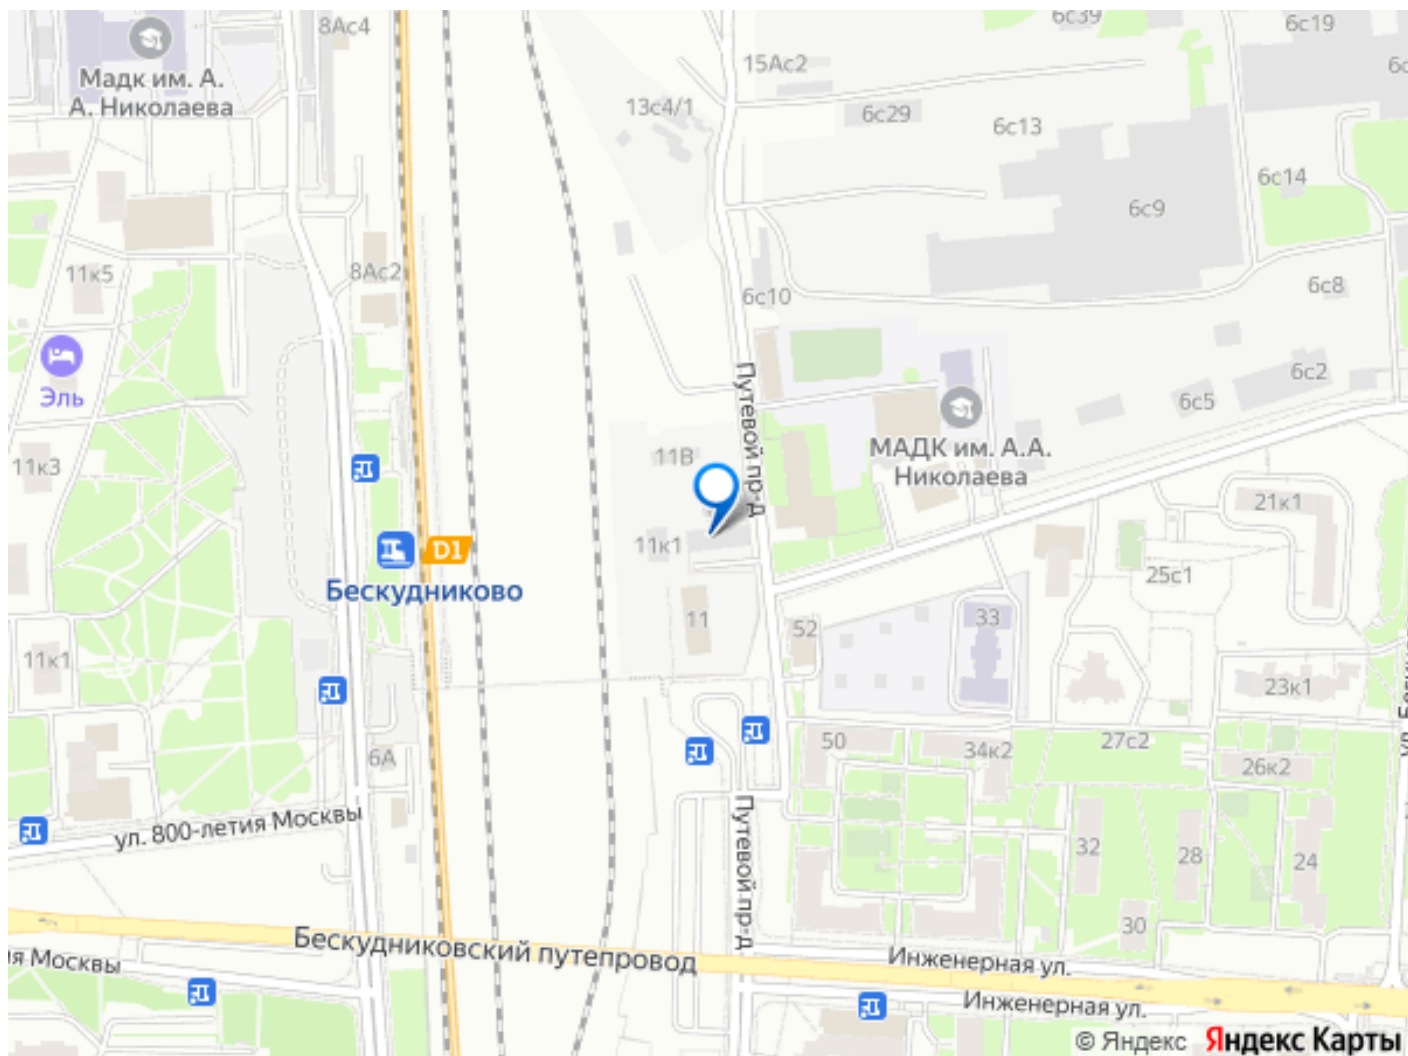 8Ас4
6с39
6с19
Мадк им. А.
А. Николаева
15Ас2
13с4/1
6с29
6с13
6с14
6с9
11к5
8Ас2
6с10
6с8
Эль
Путевой пр-д
6с2
6с5
11к3
11В
МАДК им. А.А.
Николаева
21к1
11к1
D1
Бескудниково
25с1
11
52
33
11к1
23к1
50
34к2
27с2
6А
26к2
ул. 800-летия Москвы
Путевой пр-д
32
28
24
30
Бескудниковский путепровод
я Москвы
Инженерная ул.
Инженерная ул.
© Яндекс Яндекс Карты